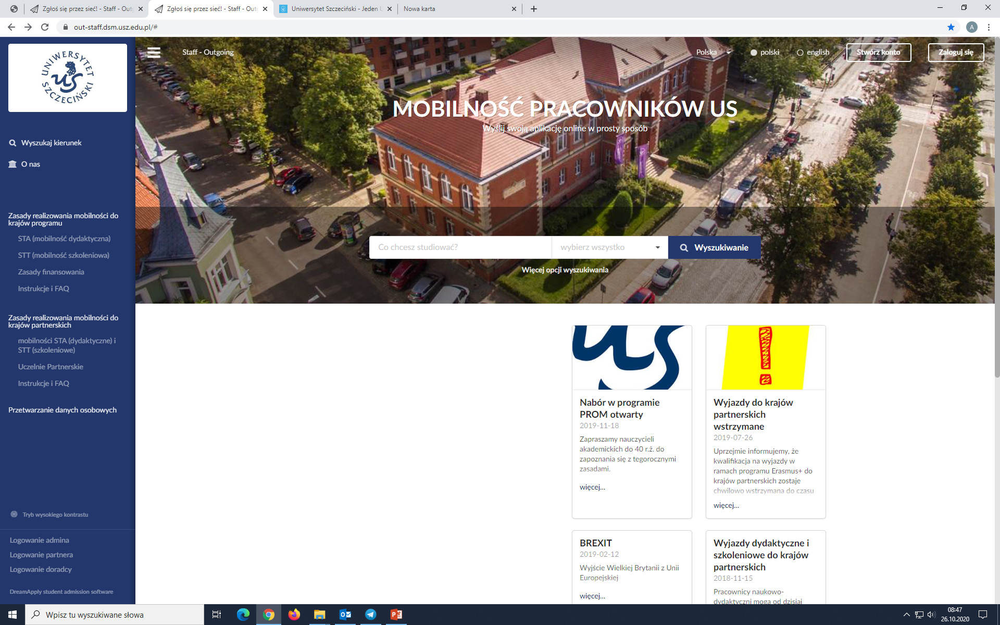 Zgłoś się przez sieć! - Staff - Outg
Zgłoś się przez sieć! - Staff - Outg
Uniwersytet Szczeciński - Jeden U
Nowa karta
out-staff.dsm.usz.edu.pl/#
A
UNIWERSYTET
US
SZCZECIŃSKI
Staff - Outgoing
Polska
polski
english
Stwórz konto
Zaloguj się
MOBILNOŚĆ PRACOWNIKÓW US
Wyślij swoją aplikację online w prosty sposób
Wyszukaj kierunek
O nas
Zasady realizowania mobilności do
krajów programu
STA (mobilność dydaktyczna)
STT (mobilność szkoleniowa)
Zasady finansowania
Instrukcje i FAQ
Zasady realizowania mobilności do
krajów partnerskich
mobilności STA (dydaktyczne) i
STT (szkoleniowe)
Uczelnie Partnerskie
Instrukcje i FAQ
Przetwarzanie danych osobowych
Tryb wysokiego kontrastu
Logowanie admina
Logowanie partnera
Logowanie doradcy
DreamApply student admission software
Co chcesz studiować?
wybierz wszystko
Wyszukiwanie
Więcej opcji wyszukiwania
us
Nabór w programie
PROM otwarty
2019-11-18
Zapraszamy nauczycieli
akademickich do 40 r.ż. do
zapoznania się z tegorocznymi
zasadami.
więcej...
!
Wyjazdy do krajów
partnerskich
wstrzymane
2019-07-26
Uprzejmie informujemy, że
kwalifikacja na wyjazdy w
ramach programu Erasmus+ do
krajów partnerskich zostaje
chwilowo wstrzymana do czasu
więcej...
BREXIT
2019-02-12
Wyjście Wielkiej Brytanii z Unii
Europejskiej
więcej...
Wyjazdy dydaktyczne i
szkoleniowe do krajów
partnerskich
2018-11-15
Pracownicy naukowo-
dydaktyczni mogą od dzisiaj
Wpisz tu wyszukiwane słowa
08:47
26.10.2020